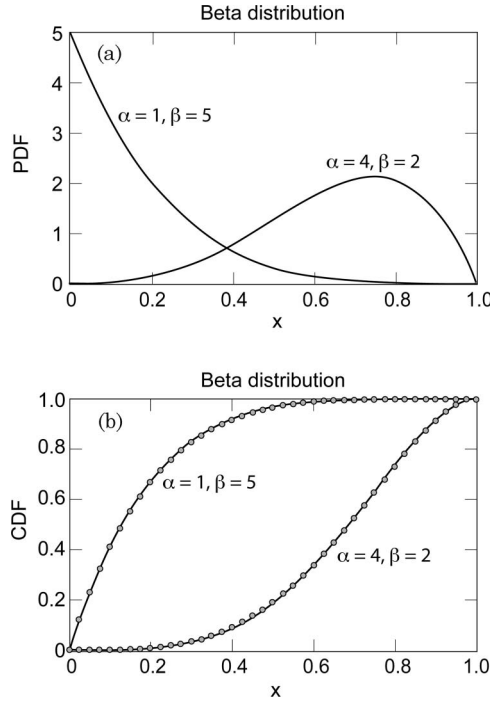 Beta distribution
(a)
5
4
3
2
1
0
PDF
α = 1, β = 5
α = 4, β = 2
0 0.2 0.4 0.6 0.8 1.0
x
Beta distribution
(b)
1.0
0.8
0.6
0.4
0.2
0
CDF
α = 1, β = 5
α = 4, β = 2
0 0.2 0.4 0.6 0.8 1.0
x